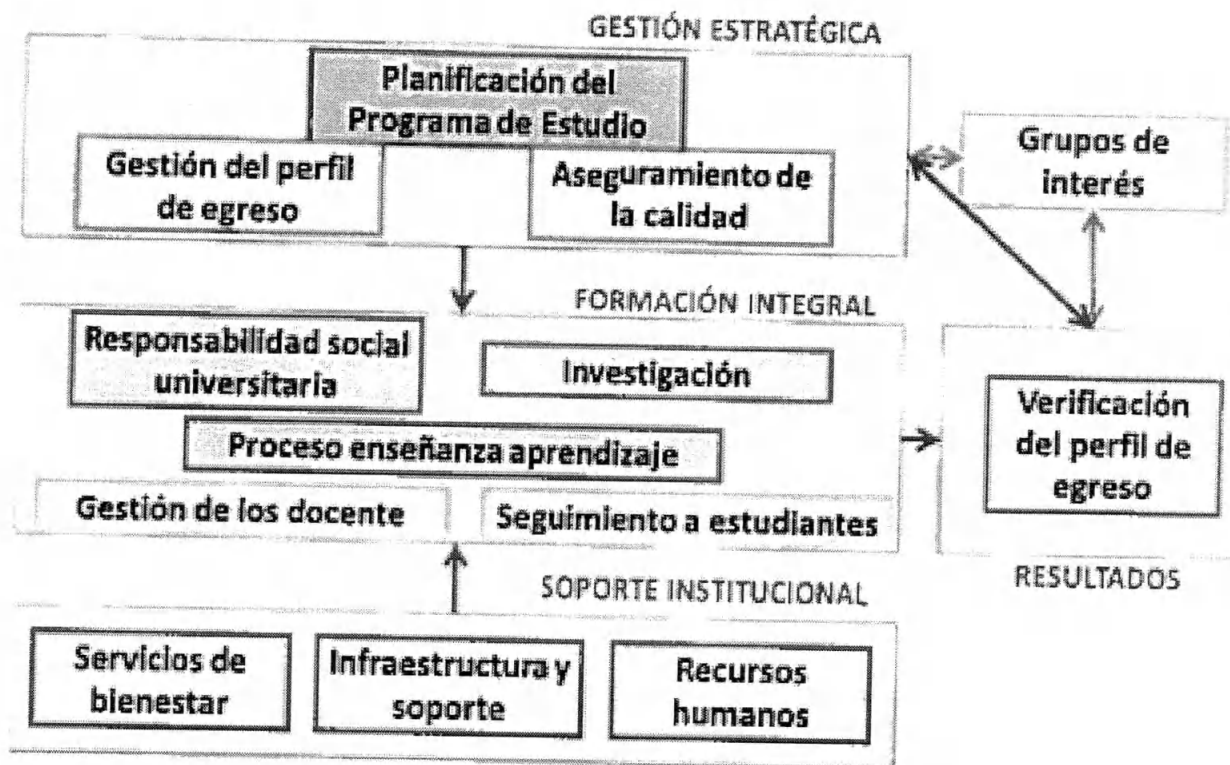 GESTIÓN ESTRATÉGICA
Planificación del
Programa de Estudio
Gestión del perfil
de egreso
Aseguramiento de
la calidad
Grupos de
interés
FORMACIÓN INTEGRAL
Responsabilidad social
universitaria
Investigación
Proceso enseñanza aprendizaje
Gestión de los docente
Seguimiento a estudiantes
Verificación
del perfil de
egreso
RESULTADOS
SOPORTE INSTITUCIONAL
Servicios de
bienestar
Infraestructura y
soporte
Recursos
humanos